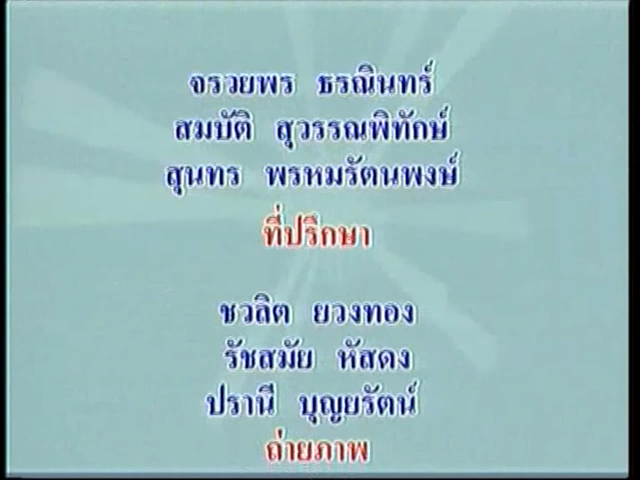 จรวยพร ธรณินทร์
สมบัติ สุวรรณพิทักษ์
สุนทร พรหมรัตนพงษ์
ที่ปรึกษา
ชวลิต ยวงทอง
รัชสมัย หัสดง
ปรานี บุญยรัตน์
ถ่ายภาพ